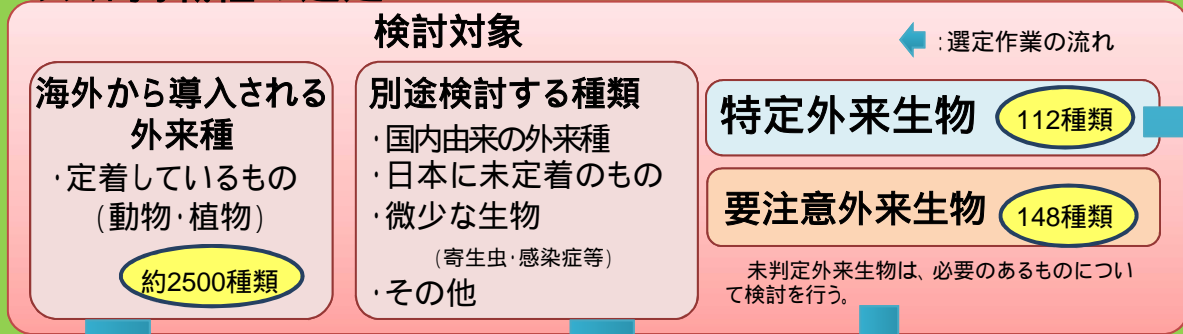 検討対象
:選定作業の流れ
海外から導入される
外来種
・定着しているもの
(動物・植物)
約2500種類
別途検討する種類
・国内由来の外来種
・日本に未定着のもの
・微少な生物
(寄生虫・感染症等)
・その他
特定外来生物
112種類
要注意外来生物
148種類
未判定外来生物は、必要のあるものについ
て検討を行う。